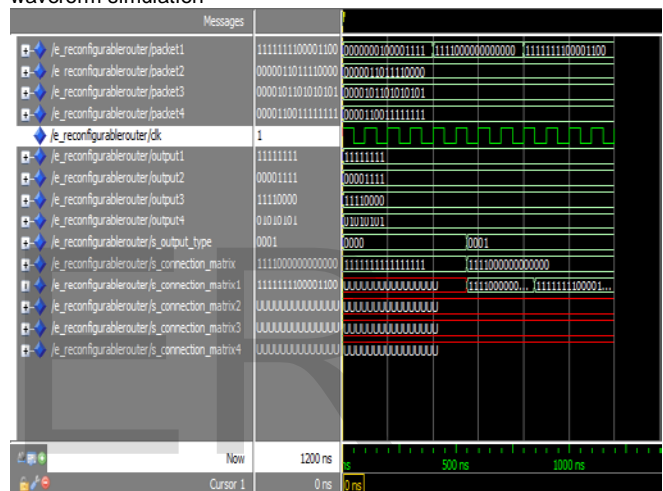 waveform simulation
Messages
/e_reconfigurablerouter/packet1 1111111100001100 0000000100001111 1111000000000000 1111111100001100
/e_reconfigurablerouter/packet2 0000011011110000 0000011011110000
/e_reconfigurablerouter/packet3 0000101101010101 0000101101010101
/e_reconfigurablerouter/packet4 0000110011111111 0000110011111111
/e_reconfigurablerouter/clk 1
/e_reconfigurablerouter/output1 11111111 11111111
/e_reconfigurablerouter/output2 00001111 00001111
/e_reconfigurablerouter/output3 11110000 11110000
/e_reconfigurablerouter/output4 01010101 01010101
/e_reconfigurablerouter/s_output_type 0001 0000 0001
/e_reconfigurablerouter/s_connection_matrix 1111000000000000 1111111111111111 1111000000000000
/e_reconfigurablerouter/s_connection_matrix1 1111111100001100 UUUUUUUUUUUUUUUU 1111000000... 111111100001...
/e_reconfigurablerouter/s_connection_matrix2 UUUUUUUUUUUUUUUU UUUUUUUUUUUUUUUU
/e_reconfigurablerouter/s_connection_matrix3 UUUUUUUUUUUUUUUU UUUUUUUUUUUUUUUU
/e_reconfigurablerouter/s_connection_matrix4 UUUUUUUUUUUUUUUU UUUUUUUUUUUUUUUU
ER
Now 1200 ns ns 500 ns 1000 ns
Cursor 1 0 ns 0 ns